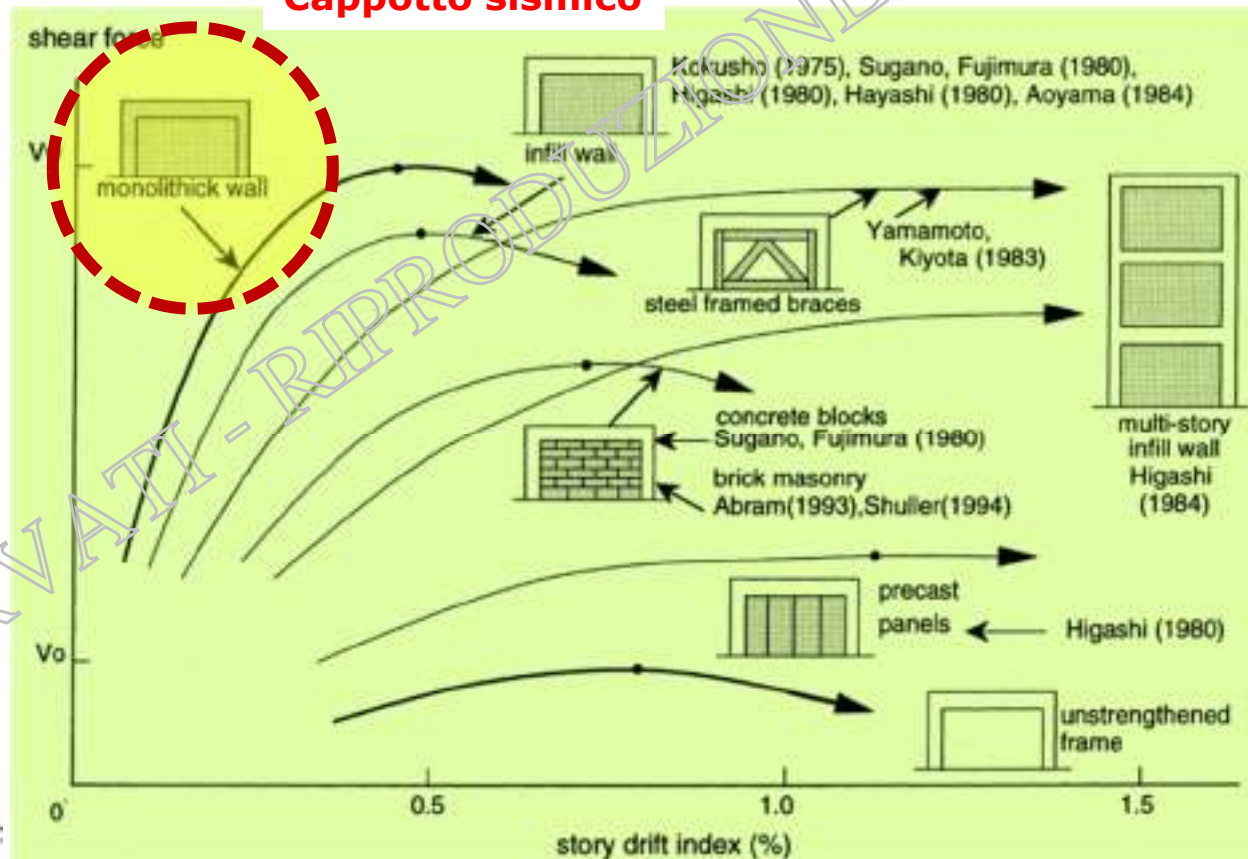 Cappotto sismico
shear force
Kokusho (1975), Sugano, Fujimura (1980),
Higashi (1980), Hayashi (1980), Aoyama (1984)
infill wall
monolithick wall
Yamamoto,
Kiyota (1983)
steel framed braces
concrete blocks
Sugano, Fujimura (1980)
brick masonry
Abram(1993),Shuller(1994)
multi-story
infill wall
Higashi
(1984)
precast
panels
Higashi (1980)
Vo
unstrengthened
frame
0
0.5
1.0
1.5
story drift index (%)
RVATI - RIPRODUZIONE